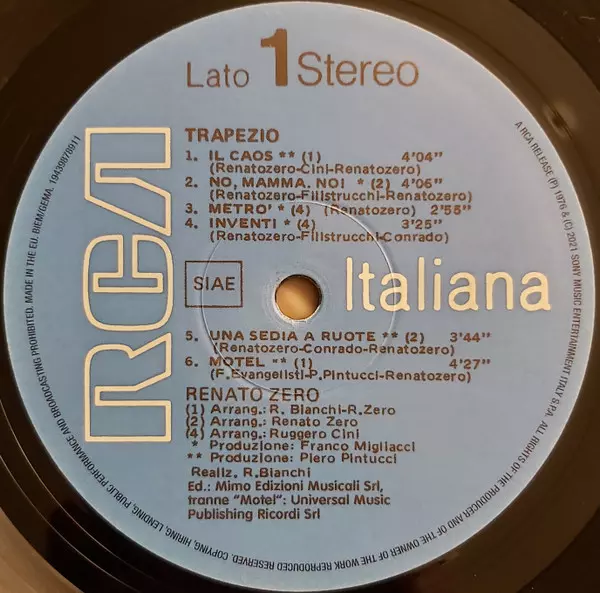 Lato 1 Stereo
RCA
TRAPEZIO
1. IL CAOS ** (1) 4'04"
(Renatozero-Cini-Renatozero)
2. NO, MAMMA, NO! * (2) 4'06"
(Renatozero-Filistrucchi-Renatozero)
3. METRO' * (4) (Renatozero) 2'55"
4. INVENTI * (4) 3'25"
(Renatozero-Filistrucchi-Conrado)
SIAE
Italiana
5. UNA SEDIA A RUOTE ** (2) 3'44"
(Renatozero-Conrado-Renatozero)
6. MOTEL ** (1) 4'27"
(F.Evangelisti-P.Pintucci-Renatozero)
RENATO ZERO
(1) Arrang.: R. Bianchi-R.Zero
(2) Arrang.: Renato Zero
(4) Arrang.: Ruggero Cini
* Produzione: Franco Migliacci
** Produzione: Piero Pintucci
Realiz. R.Bianchi
Ed.: Mimo Edizioni Musicali Srl,
tranne "Motel": Universal Music
Publishing Ricordi Srl
A RCA RELEASE (P) 1976 & (C) 2021 SONY MUSIC ENTERTAINMENT ITALY S.P.A. ALL RIGHTS OF THE PRODUCER AND OF THE OWNER OF THE WORK REPRODUCED RESERVED. COPYING, HIRING, LENDING, PUBLIC PERFORMANCE AND BROADCASTING PROHIBITED. MADE IN THE EU. BIEM/GEMA. 19439878911